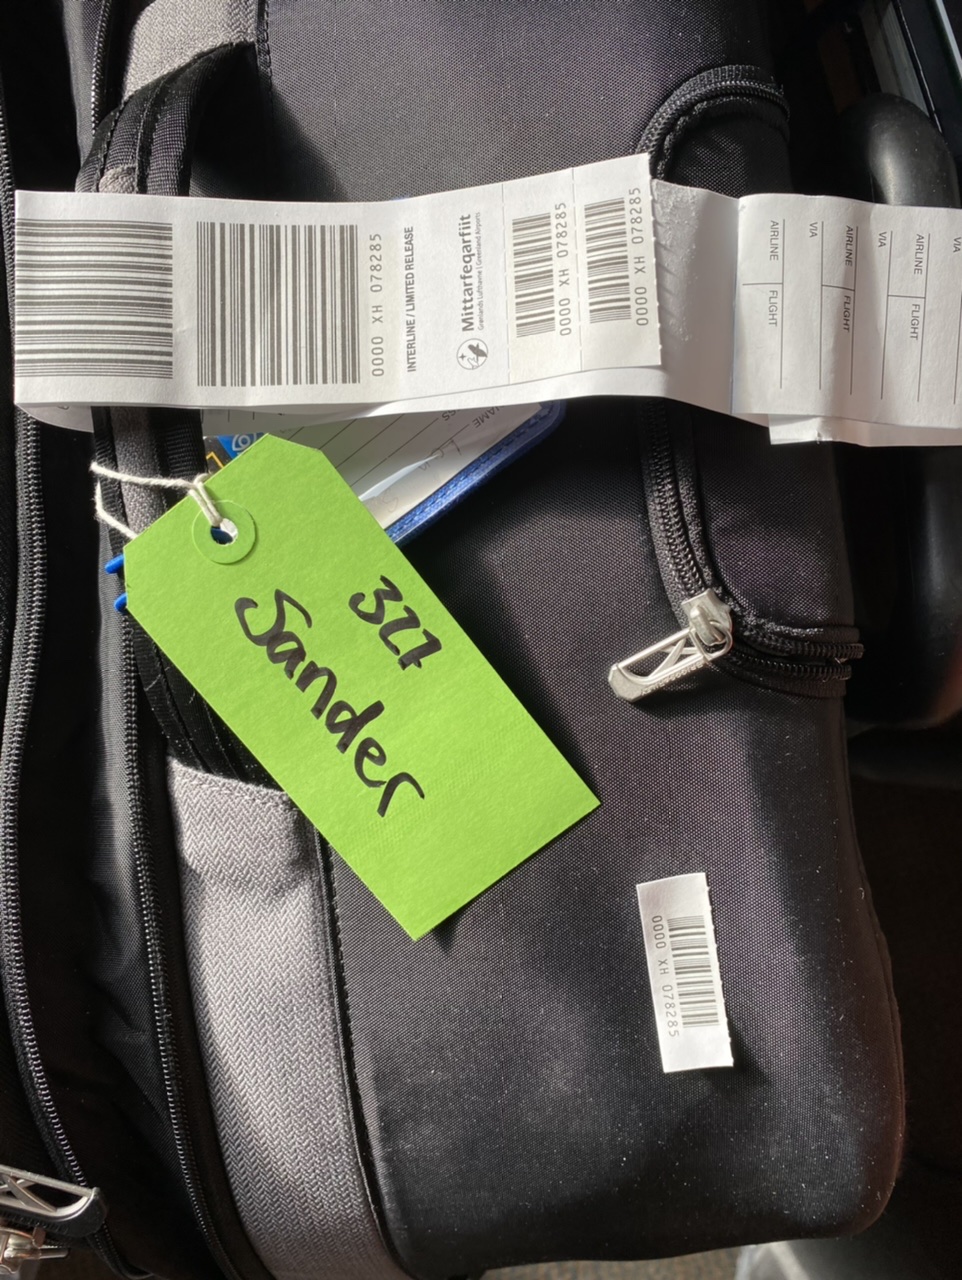 0000 XH 078285
INTERLINE / LIMITED RELEASE
Mittarfeqarfiit
Grønlands Lufthavne | Greenland Airports
0000 XH 078285
0000 XH 078285
AIRLINE FLIGHT
VIA
AIRLINE FLIGHT
VIA
AIRLINE FLIGHT
VIA
327
Sander
0000 XH 078285